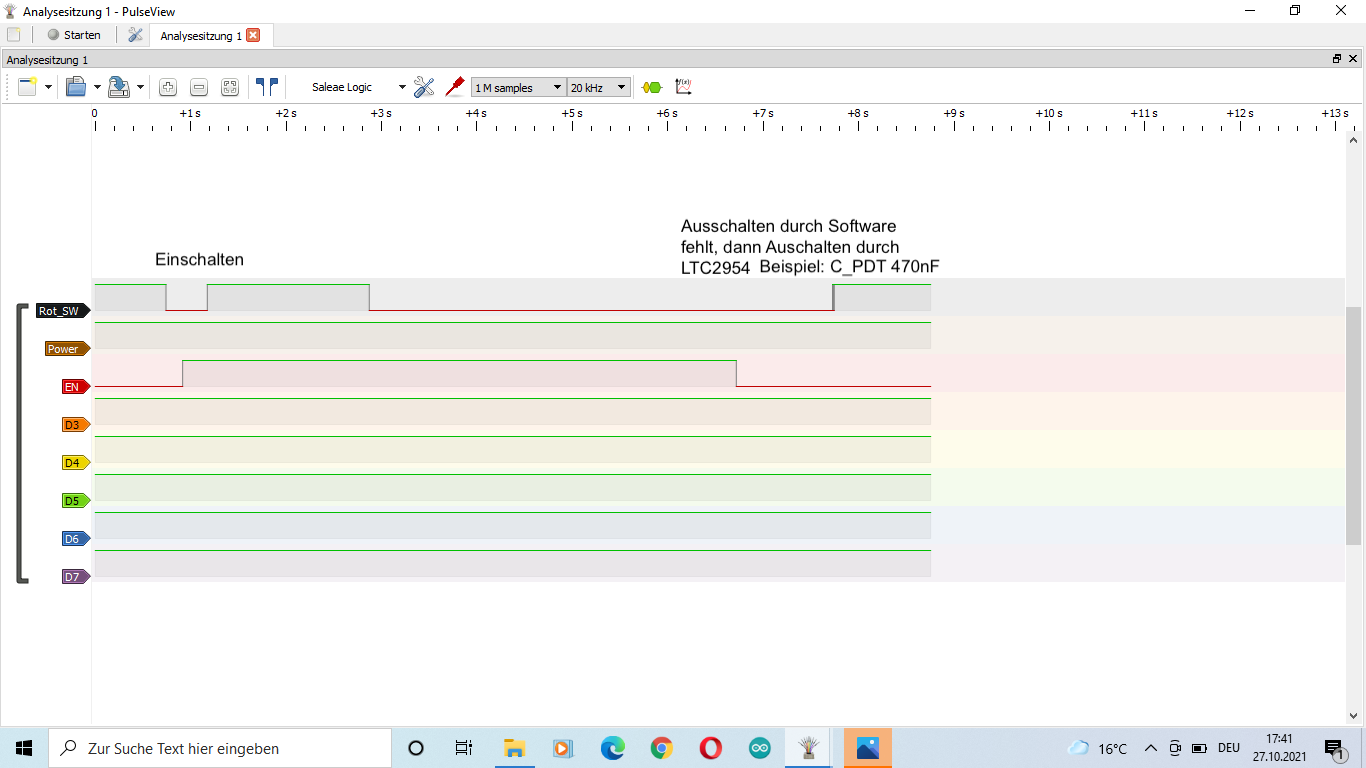 Analysesitzung 1 - PulseView
Starten
Analysesitzung 1
Analysesitzung 1
Saleae Logic
1 M samples
20 kHz
f(x)
0 +1 s +2 s +3 s +4 s +5 s +6 s +7 s +8 s +9 s +10 s +11 s +12 s +13 s
Ausschalten durch Software
fehlt, dann Auschalten durch
LTC2954 Beispiel: C_PDT 470nF
Einschalten
Rot_SW
Power
EN
D3
D4
D5
D6
D7
Zur Suche Text hier eingeben
16°C
DEU
17:41
27.10.2021
1